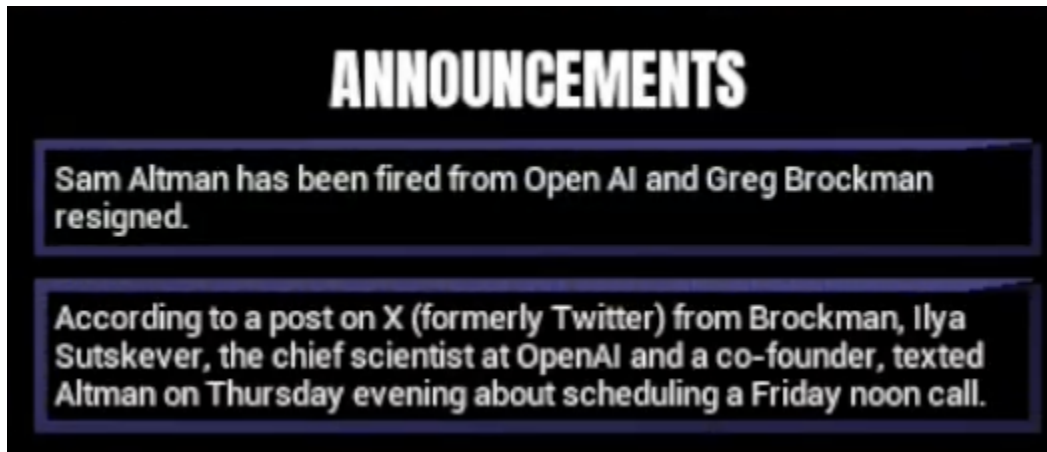 ANNOUNCEMENTS
Sam Altman has been fired from Open AI and Greg Brockman
resigned.
According to a post on X (formerly Twitter) from Brockman, Ilya
Sutskever, the chief scientist at OpenAI and a co-founder, texted
Altman on Thursday evening about scheduling a Friday noon call.